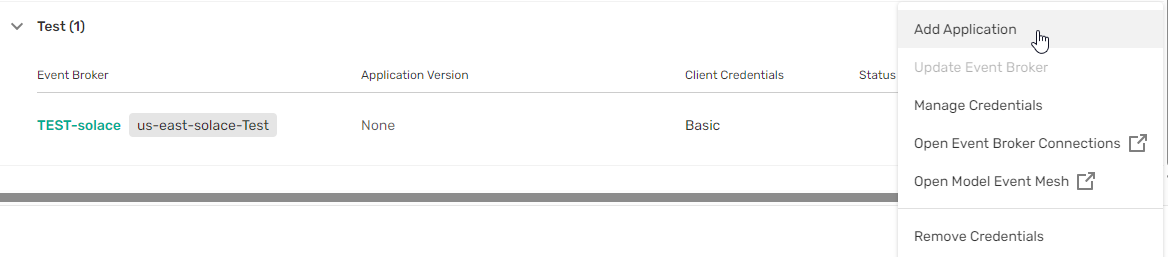 Test (1)
Event Broker Application Version Client Credentials Status
TEST-solace us-east-solace-Test None Basic
Add Application
Update Event Broker
Manage Credentials
Open Event Broker Connections
Open Model Event Mesh
Remove Credentials